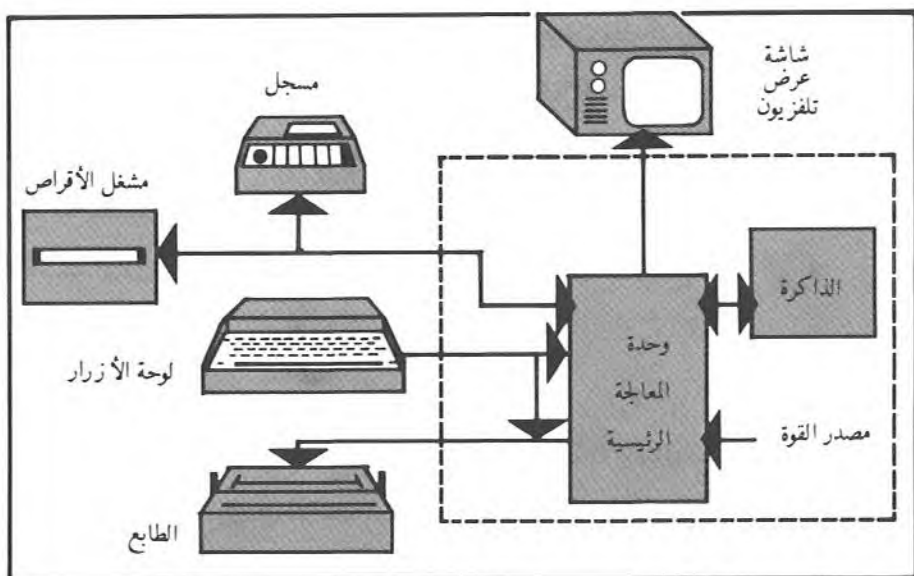 شاشة
عرض
تلفزيون
مسجل
مشغل الأقراص
الذاكرة
وحدة
المعالجة
الرئيسية
لوحة الأزرار
مصدر القوة
الطابع